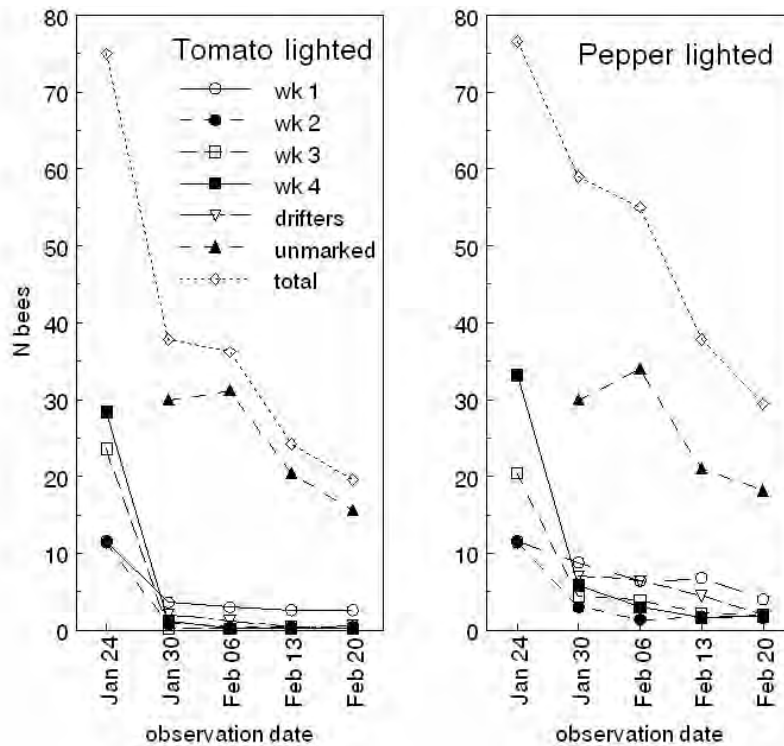 Tomato lighted
wk 1
wk 2
wk 3
wk 4
drifters
unmarked
total
N bees
80
70
60
50
40
30
20
10
0
Jan 24
Jan 30
Feb 06
Feb 13
Feb 20
observation date
Pepper lighted
80
70
60
50
40
30
20
10
0
Jan 24
Jan 30
Feb 06
Feb 13
Feb 20
observation date